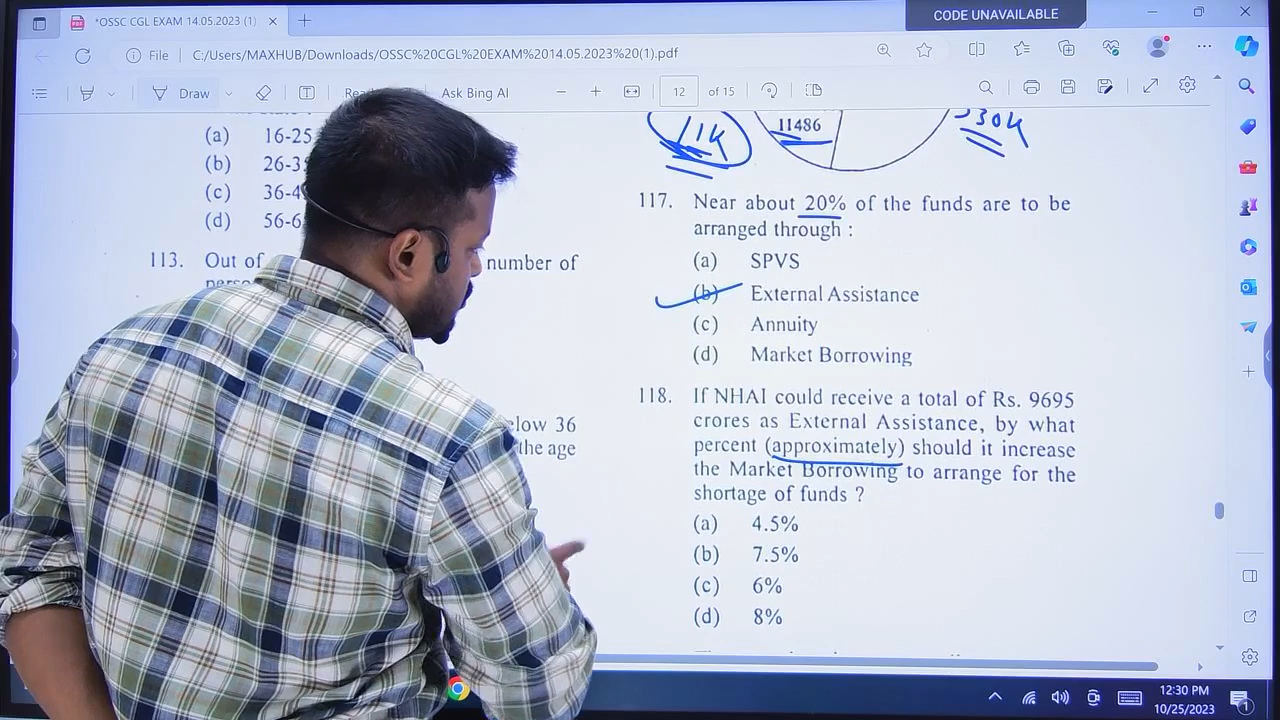 *OSSC CGL EXAM 14.05.2023 (1)
CODE UNAVAILABLE
File C:/Users/MAXHUB/Downloads/OSSC%20CGL%20EXAM%2014.05.2023%20(1).pdf
Draw
Ask Bing AI
12 of 15
(a) 16-25
(b) 26-3
(c) 36-4
(d) 56-6
113. Out of number of
elow 36
the age
11486
117. Near about 20% of the funds are to be
arranged through :
(a) SPVS
(b) External Assistance
(c) Annuity
(d) Market Borrowing
118. If NHAI could receive a total of Rs. 9695
crores as External Assistance, by what
percent (approximately) should it increase
the Market Borrowing to arrange for the
shortage of funds ?
(a) 4.5%
(b) 7.5%
(c) 6%
(d) 8%
12:30 PM
10/25/2023